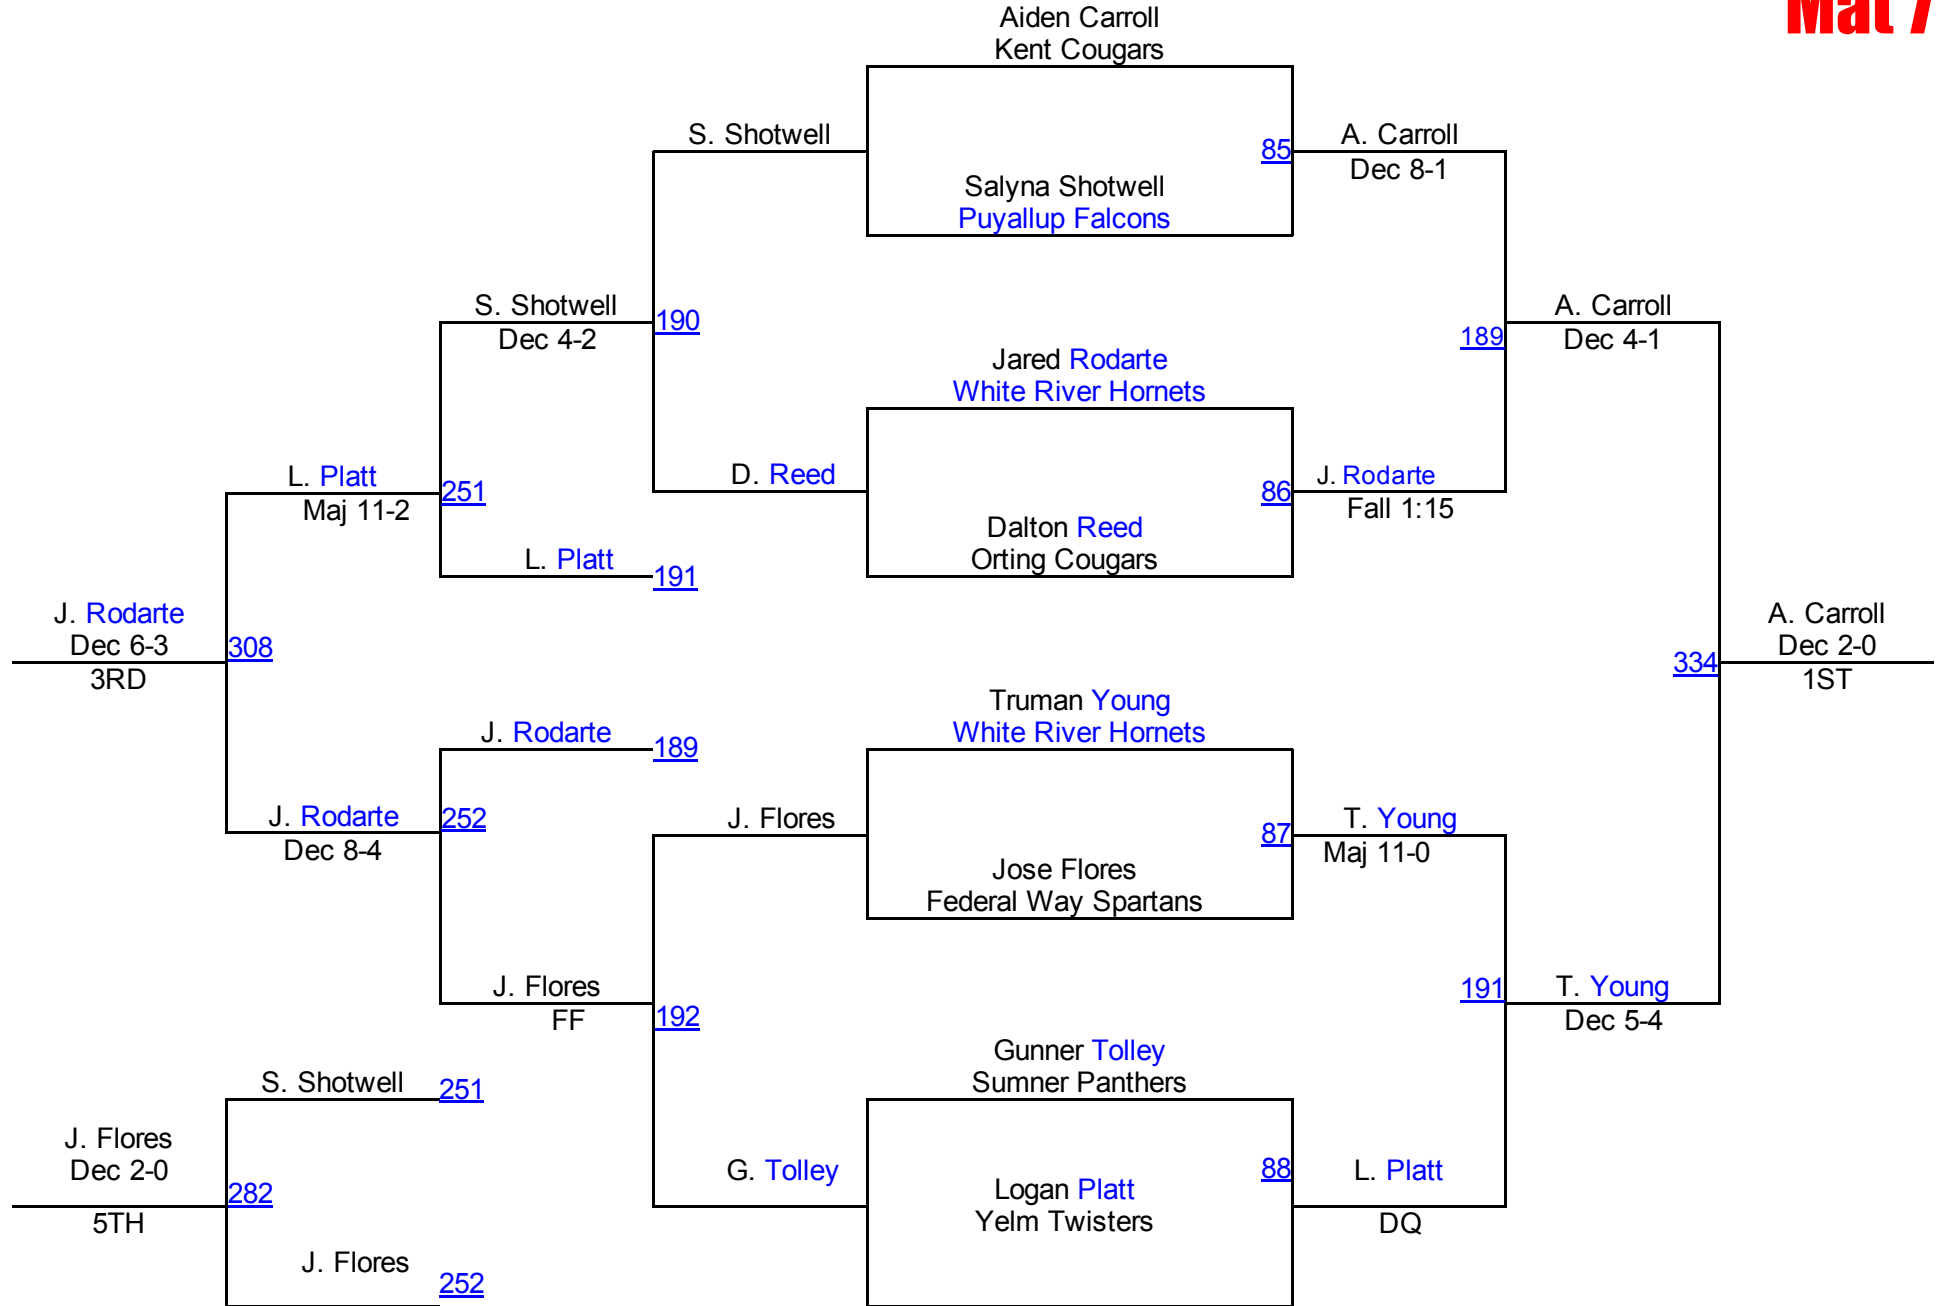 Mat 7
Aiden Carroll
Kent Cougars
S. Shotwell
85
A. Carroll
Dec 8-1
Salyna Shotwell
Puyallup Falcons
S. Shotwell
Dec 4-2
190
189
A. Carroll
Dec 4-1
Jared Rodarte
White River Hornets
L. Platt
Maj 11-2
251
D. Reed
86
J. Rodarte
Fall 1:15
Dalton Reed
Orting Cougars
L. Platt
191
J. Rodarte
Dec 6-3
3RD
308
334
A. Carroll
Dec 2-0
1ST
Truman Young
White River Hornets
J. Rodarte
189
J. Rodarte
Dec 8-4
252
J. Flores
87
T. Young
Maj 11-0
Jose Flores
Federal Way Spartans
J. Flores
FF
192
191
T. Young
Dec 5-4
Gunner Tolley
Sumner Panthers
S. Shotwell
251
J. Flores
Dec 2-0
5TH
282
G. Tolley
88
L. Platt
DQ
Logan Platt
Yelm Twisters
J. Flores
252